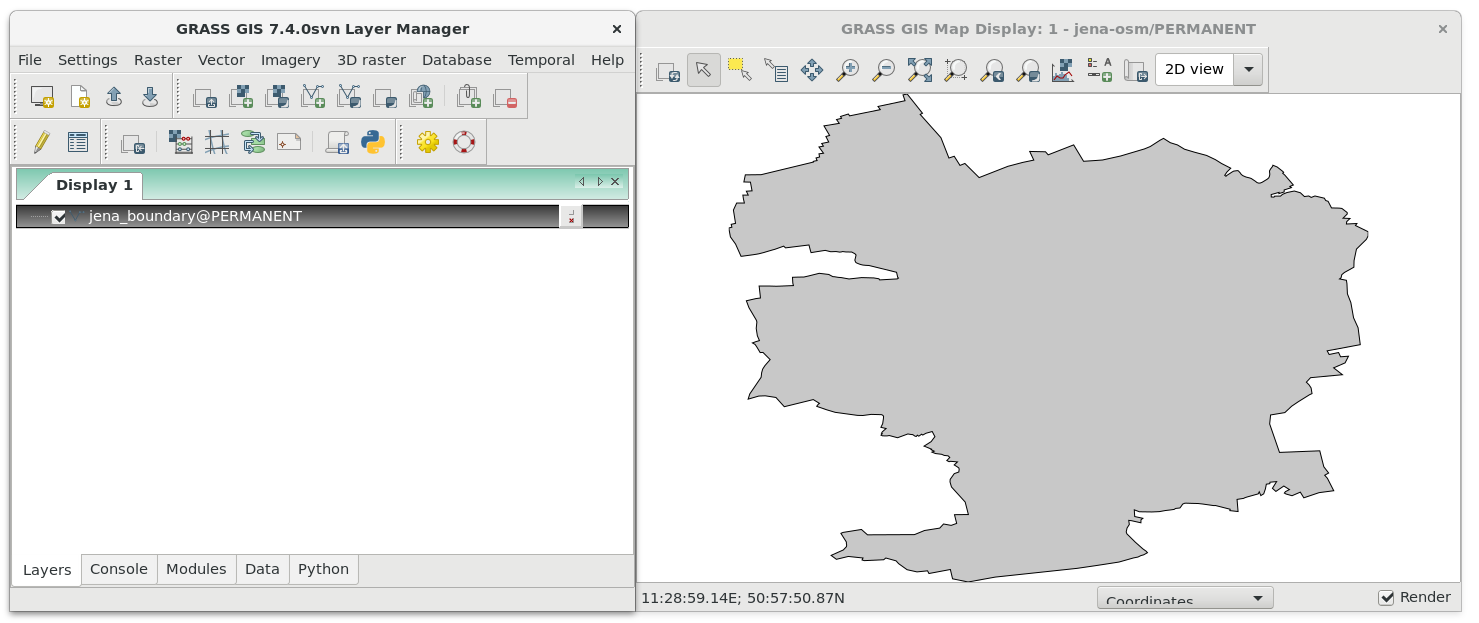 GRASS GIS 7.4.0svn Layer Manager
File Settings Raster Vector Imagery 3D raster Database Temporal Help
Display 1
jena_boundary@PERMANENT
Layers Console Modules Data Python
GRASS GIS Map Display: 1 - jena-osm/PERMANENT
2D view
11:28:59.14E; 50:57:50.87N
Coordinates
Render